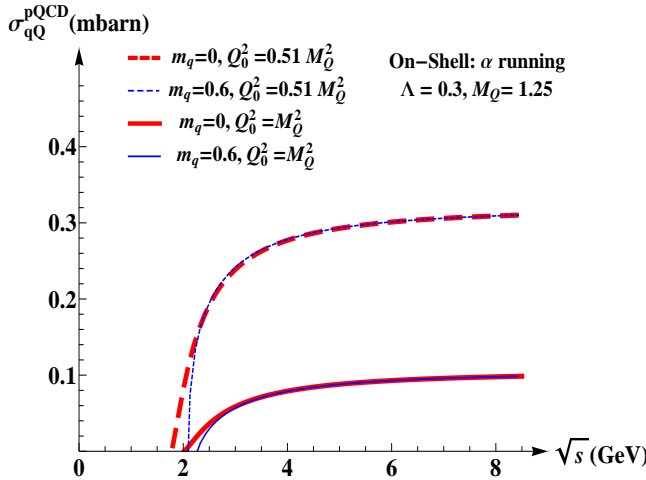 σ_{qQ}^{pQCD} (mbarn)
m_q=0, Q_0^2=0.51 M_Q^2
m_q=0.6, Q_0^2=0.51 M_Q^2
m_q=0, Q_0^2=M_Q^2
m_q=0.6, Q_0^2=M_Q^2
On−Shell: α running
Λ = 0.3, M_Q= 1.25
0.4
0.3
0.2
0.1
0 2 4 6 8
√s (GeV)